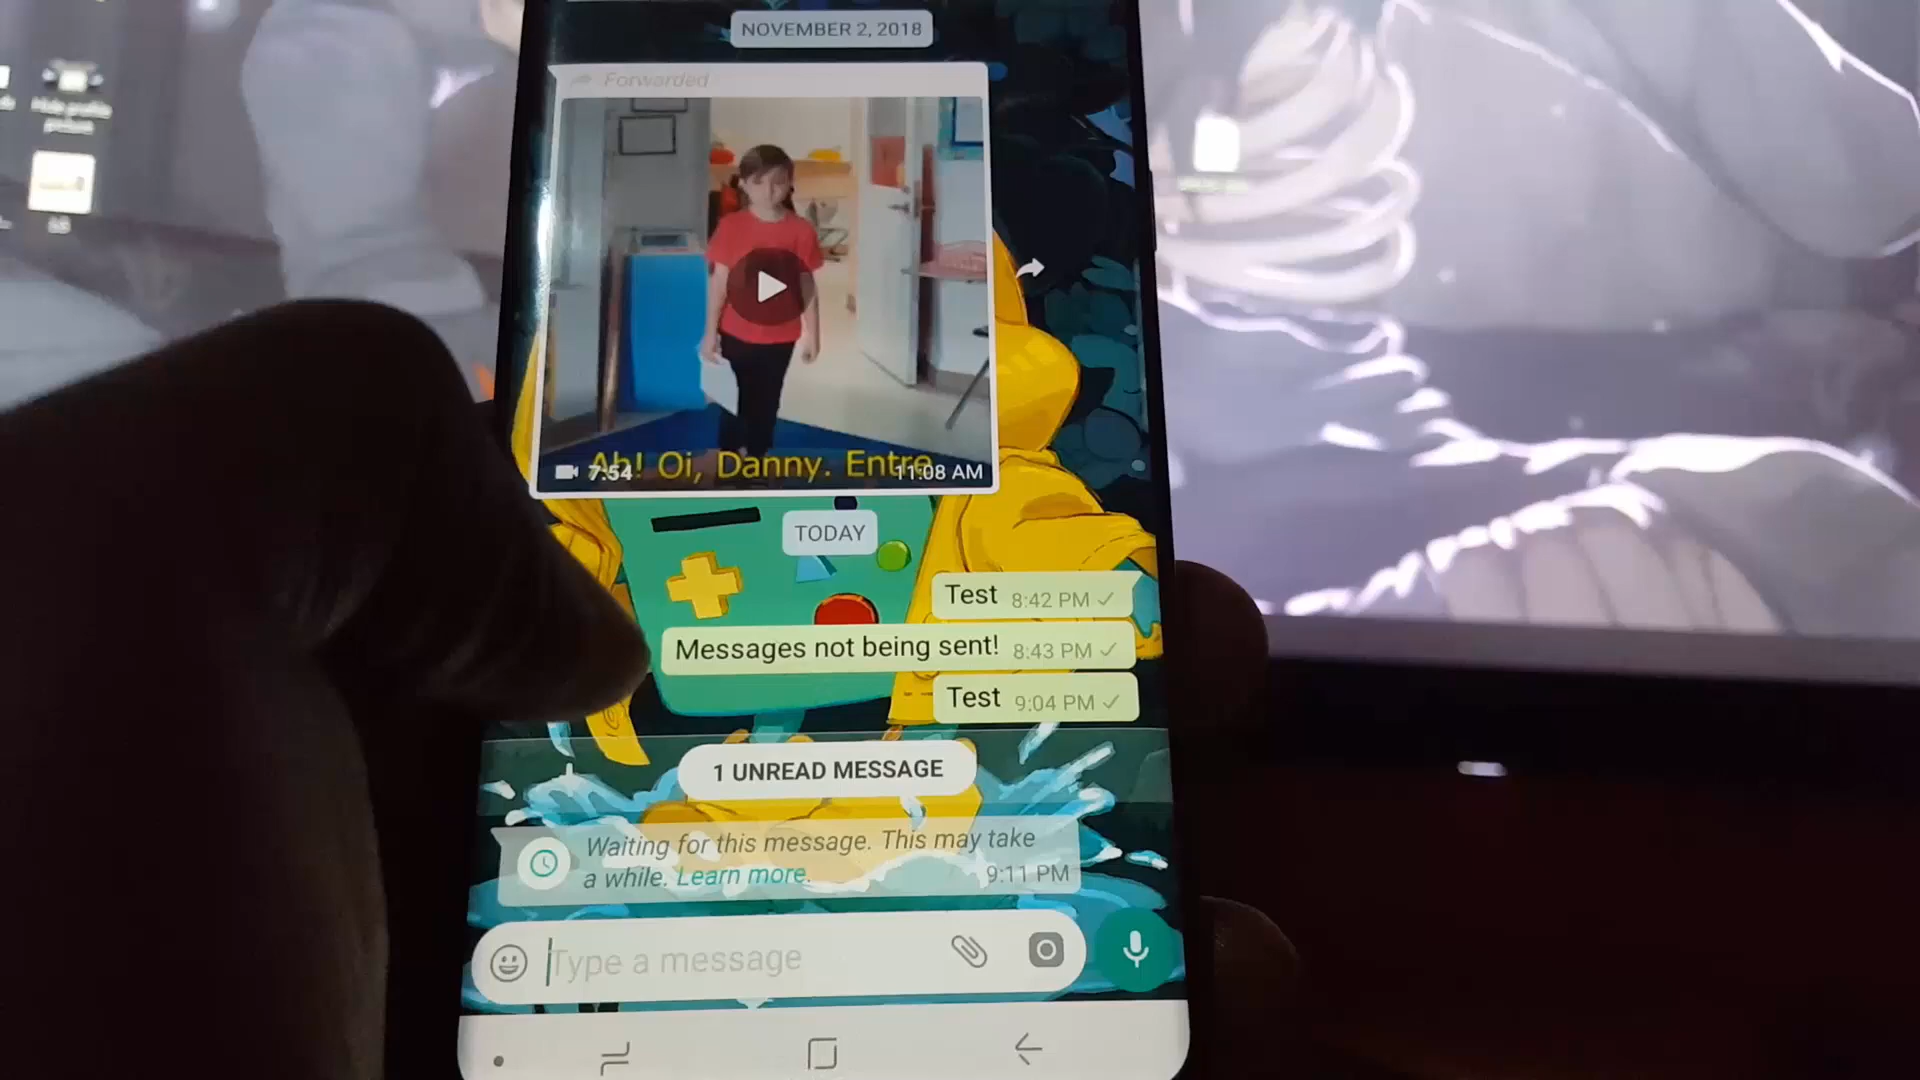 NOVEMBER 2, 2018
Forwarded
Ah! Oi, Danny. Entre
7:54
11:08 AM
TODAY
Test 8:42 PM
Messages not being sent! 8:43 PM
Test 9:04 PM
1 UNREAD MESSAGE
Waiting for this message. This may take
a while. Learn more. 9:11 PM
Type a message